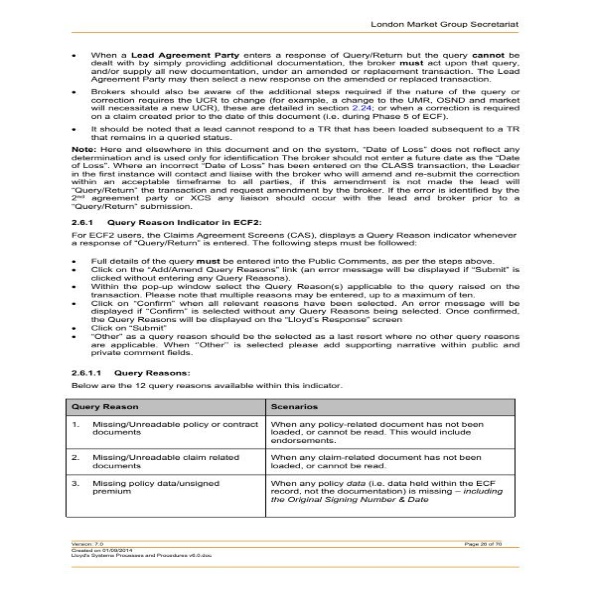 London Market Group Secretariat
• When a Lead Agreement Party enters a response of Query/Return but the query cannot be
dealt with by simply providing additional documentation, the broker must act upon that query,
and/or supply all new documentation, under an amended or replacement transaction. The Lead
Agreement Party may then select a new response on the amended or replaced transaction.
• Brokers should also be aware of the additional steps required if the nature of the query or
correction requires the UCR to change (for example, a change to the UMR, OSND and market
will necessitate a new UCR), these are detailed in section 2.24; or when a correction is required
on a claim created prior to the date of this document (i.e. during Phase 5 of ECF).
• It should be noted that a lead cannot respond to a TR that has been loaded subsequent to a TR
that remains in a queried status.
Note: Here and elsewhere in this document and on the system, "Date of Loss" does not reflect any
determination and is used only for identification The broker should not enter a future date as the "Date
of Loss". Where an incorrect "Date of Loss" has been entered on the CLASS transaction, the Leader
in the first instance will contact and liaise with the broker who will amend and re-submit the correction
within an acceptable timeframe to all parties, if this amendment is not made the lead will
"Query/Return" the transaction and request amendment by the broker. If the error is identified by the
2nd agreement party or XCS any liaison should occur with the lead and broker prior to a
"Query/Return" submission.
2.6.1 Query Reason Indicator in ECF2:
For ECF2 users, the Claims Agreement Screens (CAS), displays a Query Reason indicator whenever
a response of "Query/Return" is entered. The following steps must be followed:
• Full details of the query must be entered into the Public Comments, as per the steps above.
• Click on the "Add/Amend Query Reasons" link (an error message will be displayed if "Submit" is
clicked without entering any Query Reasons).
• Within the pop-up window select the Query Reason(s) applicable to the query raised on the
transaction. Please note that multiple reasons may be entered, up to a maximum of ten.
• Click on "Confirm" when all relevant reasons have been selected. An error message will be
displayed if "Confirm" is selected without any Query Reasons being selected. Once confirmed,
the Query Reasons will be displayed on the "Lloyd's Response" screen
• Click on "Submit"
• "Other" as a query reason should be the selected as a last resort where no other query reasons
are applicable. When "Other" is selected please add supporting narrative within public and
private comment fields.
2.6.1.1 Query Reasons:
Below are the 12 query reasons available within this indicator.
Query Reason Scenarios
1. Missing/Unreadable policy or contract
documents
When any policy-related document has not been
loaded, or cannot be read. This would include
endorsements.
2. Missing/Unreadable claim related
documents
When any claim-related document has not been
loaded, or cannot be read.
3. Missing policy data/unsigned
premium
When any policy data (i.e. data held within the ECF
record, not the documentation) is missing – including
the Original Signing Number & Date
Version: 7.0 Page 26 of 76
Created on 01/09/2014
Lloyd's Systems Processes and Procedures v6.0.doc